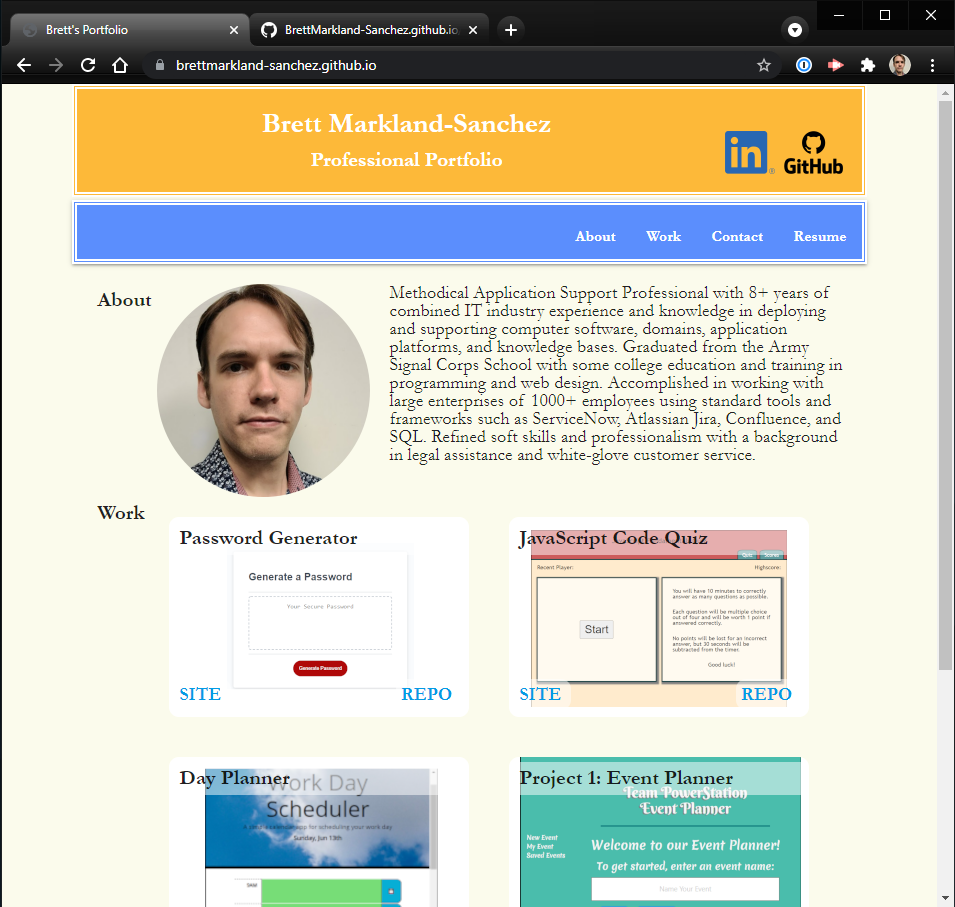 Brett's Portfolio
BrettMarkland-Sanchez.github.io
brettmarkland-sanchez.github.io
Brett Markland-Sanchez
Professional Portfolio
in
GitHub
About Work Contact Resume
About
Methodical Application Support Professional with 8+ years of
combined IT industry experience and knowledge in deploying
and supporting computer software, domains, application
platforms, and knowledge bases. Graduated from the Army
Signal Corps School with some college education and training in
programming and web design. Accomplished in working with
large enterprises of 1000+ employees using standard tools and
frameworks such as ServiceNow, Atlassian Jira, Confluence, and
SQL. Refined soft skills and professionalism with a background
in legal assistance and white-glove customer service.
Work
Password Generator
Generate a Password
Your Secure Password
Generate Password
SITE REPO
JavaScript Code Quiz
Quiz Scores
Recent Player: Highscore:
Start
You will have 10 minutes to correctly
answer as many questions as possible.
Each question will be multiple choice
out of four and will be worth 1 point if
answered correctly.
No points will be lost for an incorrect
answer, but 30 seconds will be
subtracted from the timer.
Good luck!
SITE REPO
Day Planner
Work Day
Scheduler
A simple calendar app for scheduling your work day
Sunday, Jun 13th
9AM
Project 1: Event Planner
Team PowerStation
Event Planner
New Event
My Event
Saved Events
Welcome to our Event Planner!
To get started, enter an event name:
Name Your Event